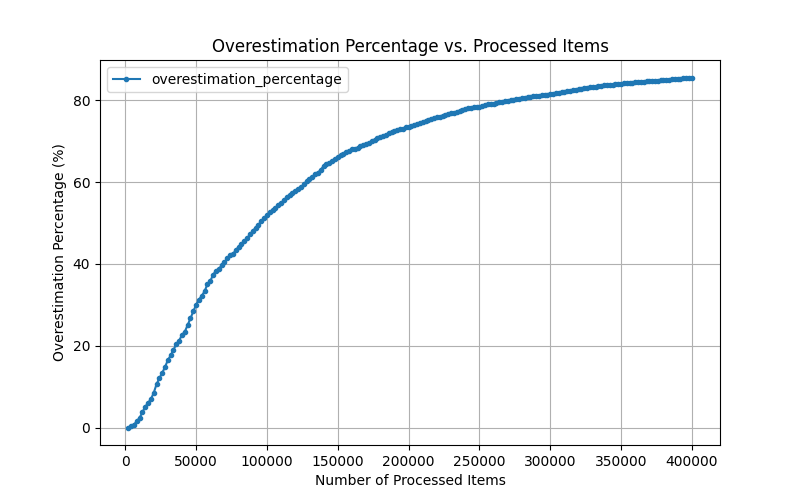 Overestimation Percentage vs. Processed Items
overestimation_percentage
Overestimation Percentage (%)
80
60
40
20
0
0 50000 100000 150000 200000 250000 300000 350000 400000
Number of Processed Items